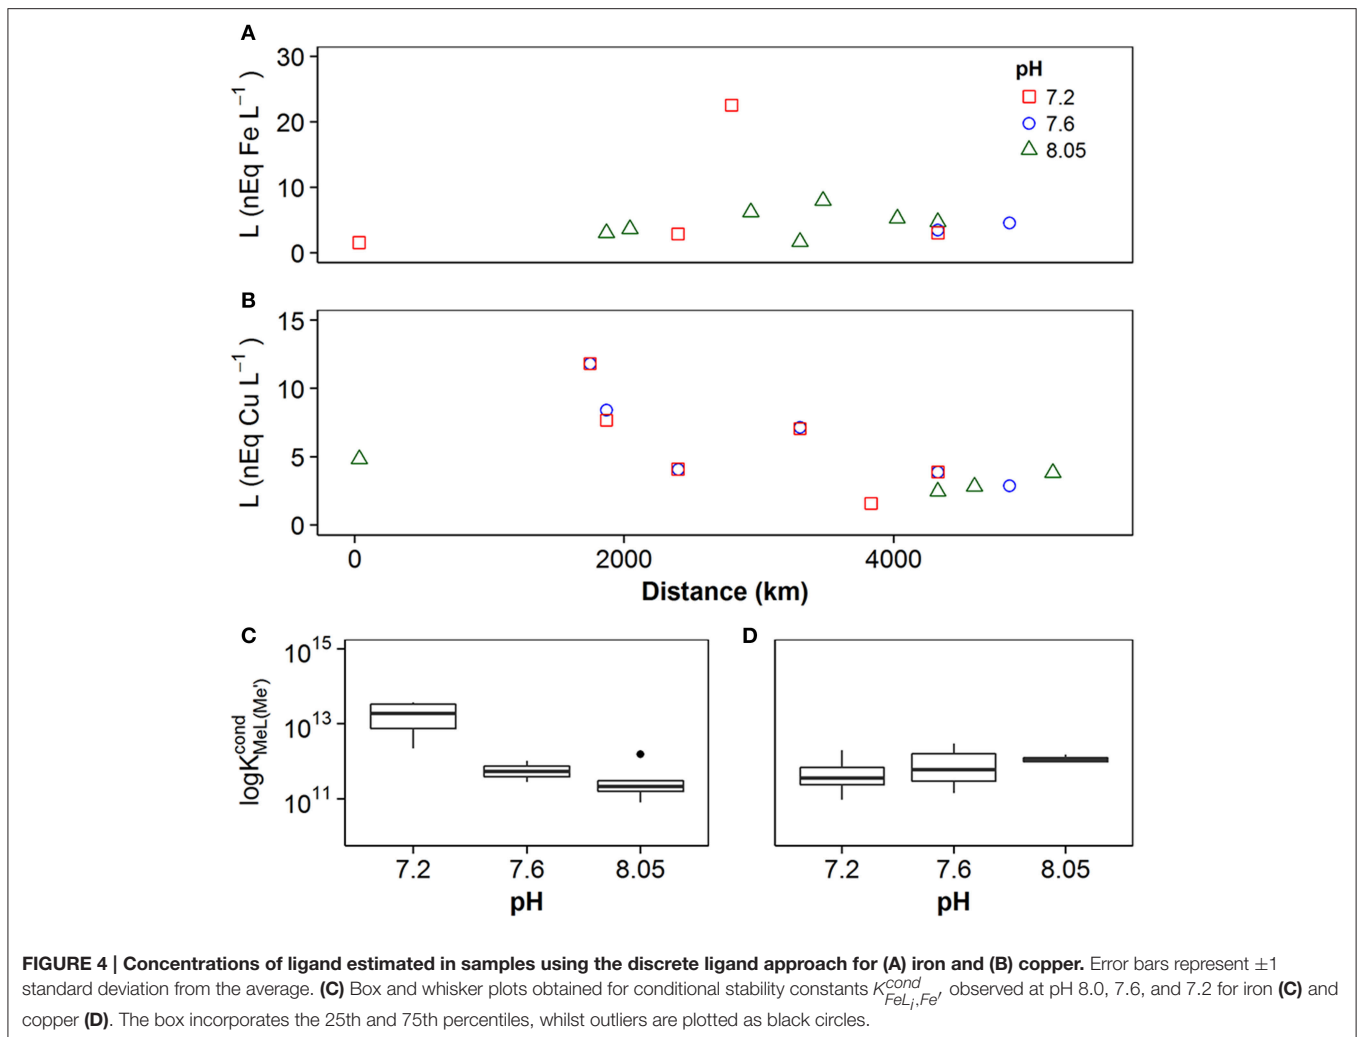 A
30
20
10
0
L (nEq Fe L⁻¹ )
pH
7.2
7.6
8.05
B
15
10
5
0
L (nEq Cu L⁻¹ )
0 2000 4000
Distance (km)
C
10¹⁵
10¹³
10¹¹
logK^cond_MeL(Me')
7.2 7.6 8.05
pH
D
7.2 7.6 8.05
pH
FIGURE 4 | Concentrations of ligand estimated in samples using the discrete ligand approach for (A) iron and (B) copper. Error bars represent ±1
standard deviation from the average. (C) Box and whisker plots obtained for conditional stability constants K^cond_FeL_i,Fe′, observed at pH 8.0, 7.6, and 7.2 for iron (C) and
copper (D). The box incorporates the 25th and 75th percentiles, whilst outliers are plotted as black circles.